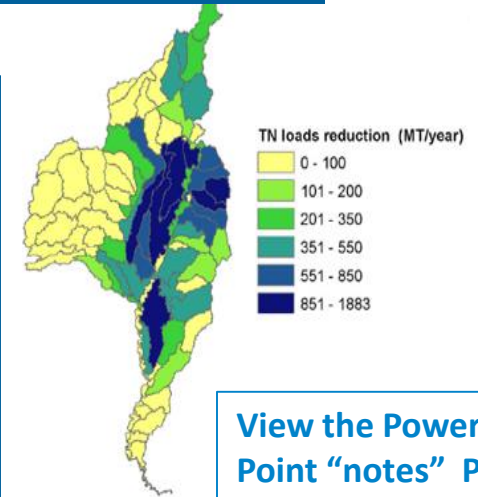 TN loads reduction (MT/year)
0 - 100
101 - 200
201 - 350
351 - 550
551 - 850
851 - 1883
View the Power
Point “notes” P